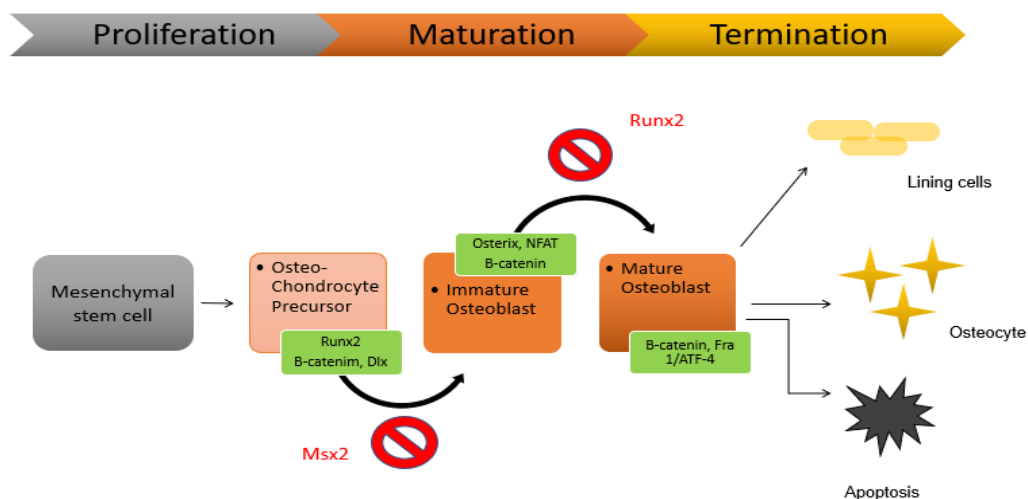 Proliferation
Maturation
Termination
Runx2
Lining cells
Mesenchymal
stem cell
• Osteo-
Chondrocyte
Precursor
Runx2
B-catenim, Dlx
Osterix, NFAT
B-catenin
• Immature
Osteoblast
• Mature
Osteoblast
B-catenin, Fra
1/ATF-4
Osteocyte
Msx2
Apoptosis